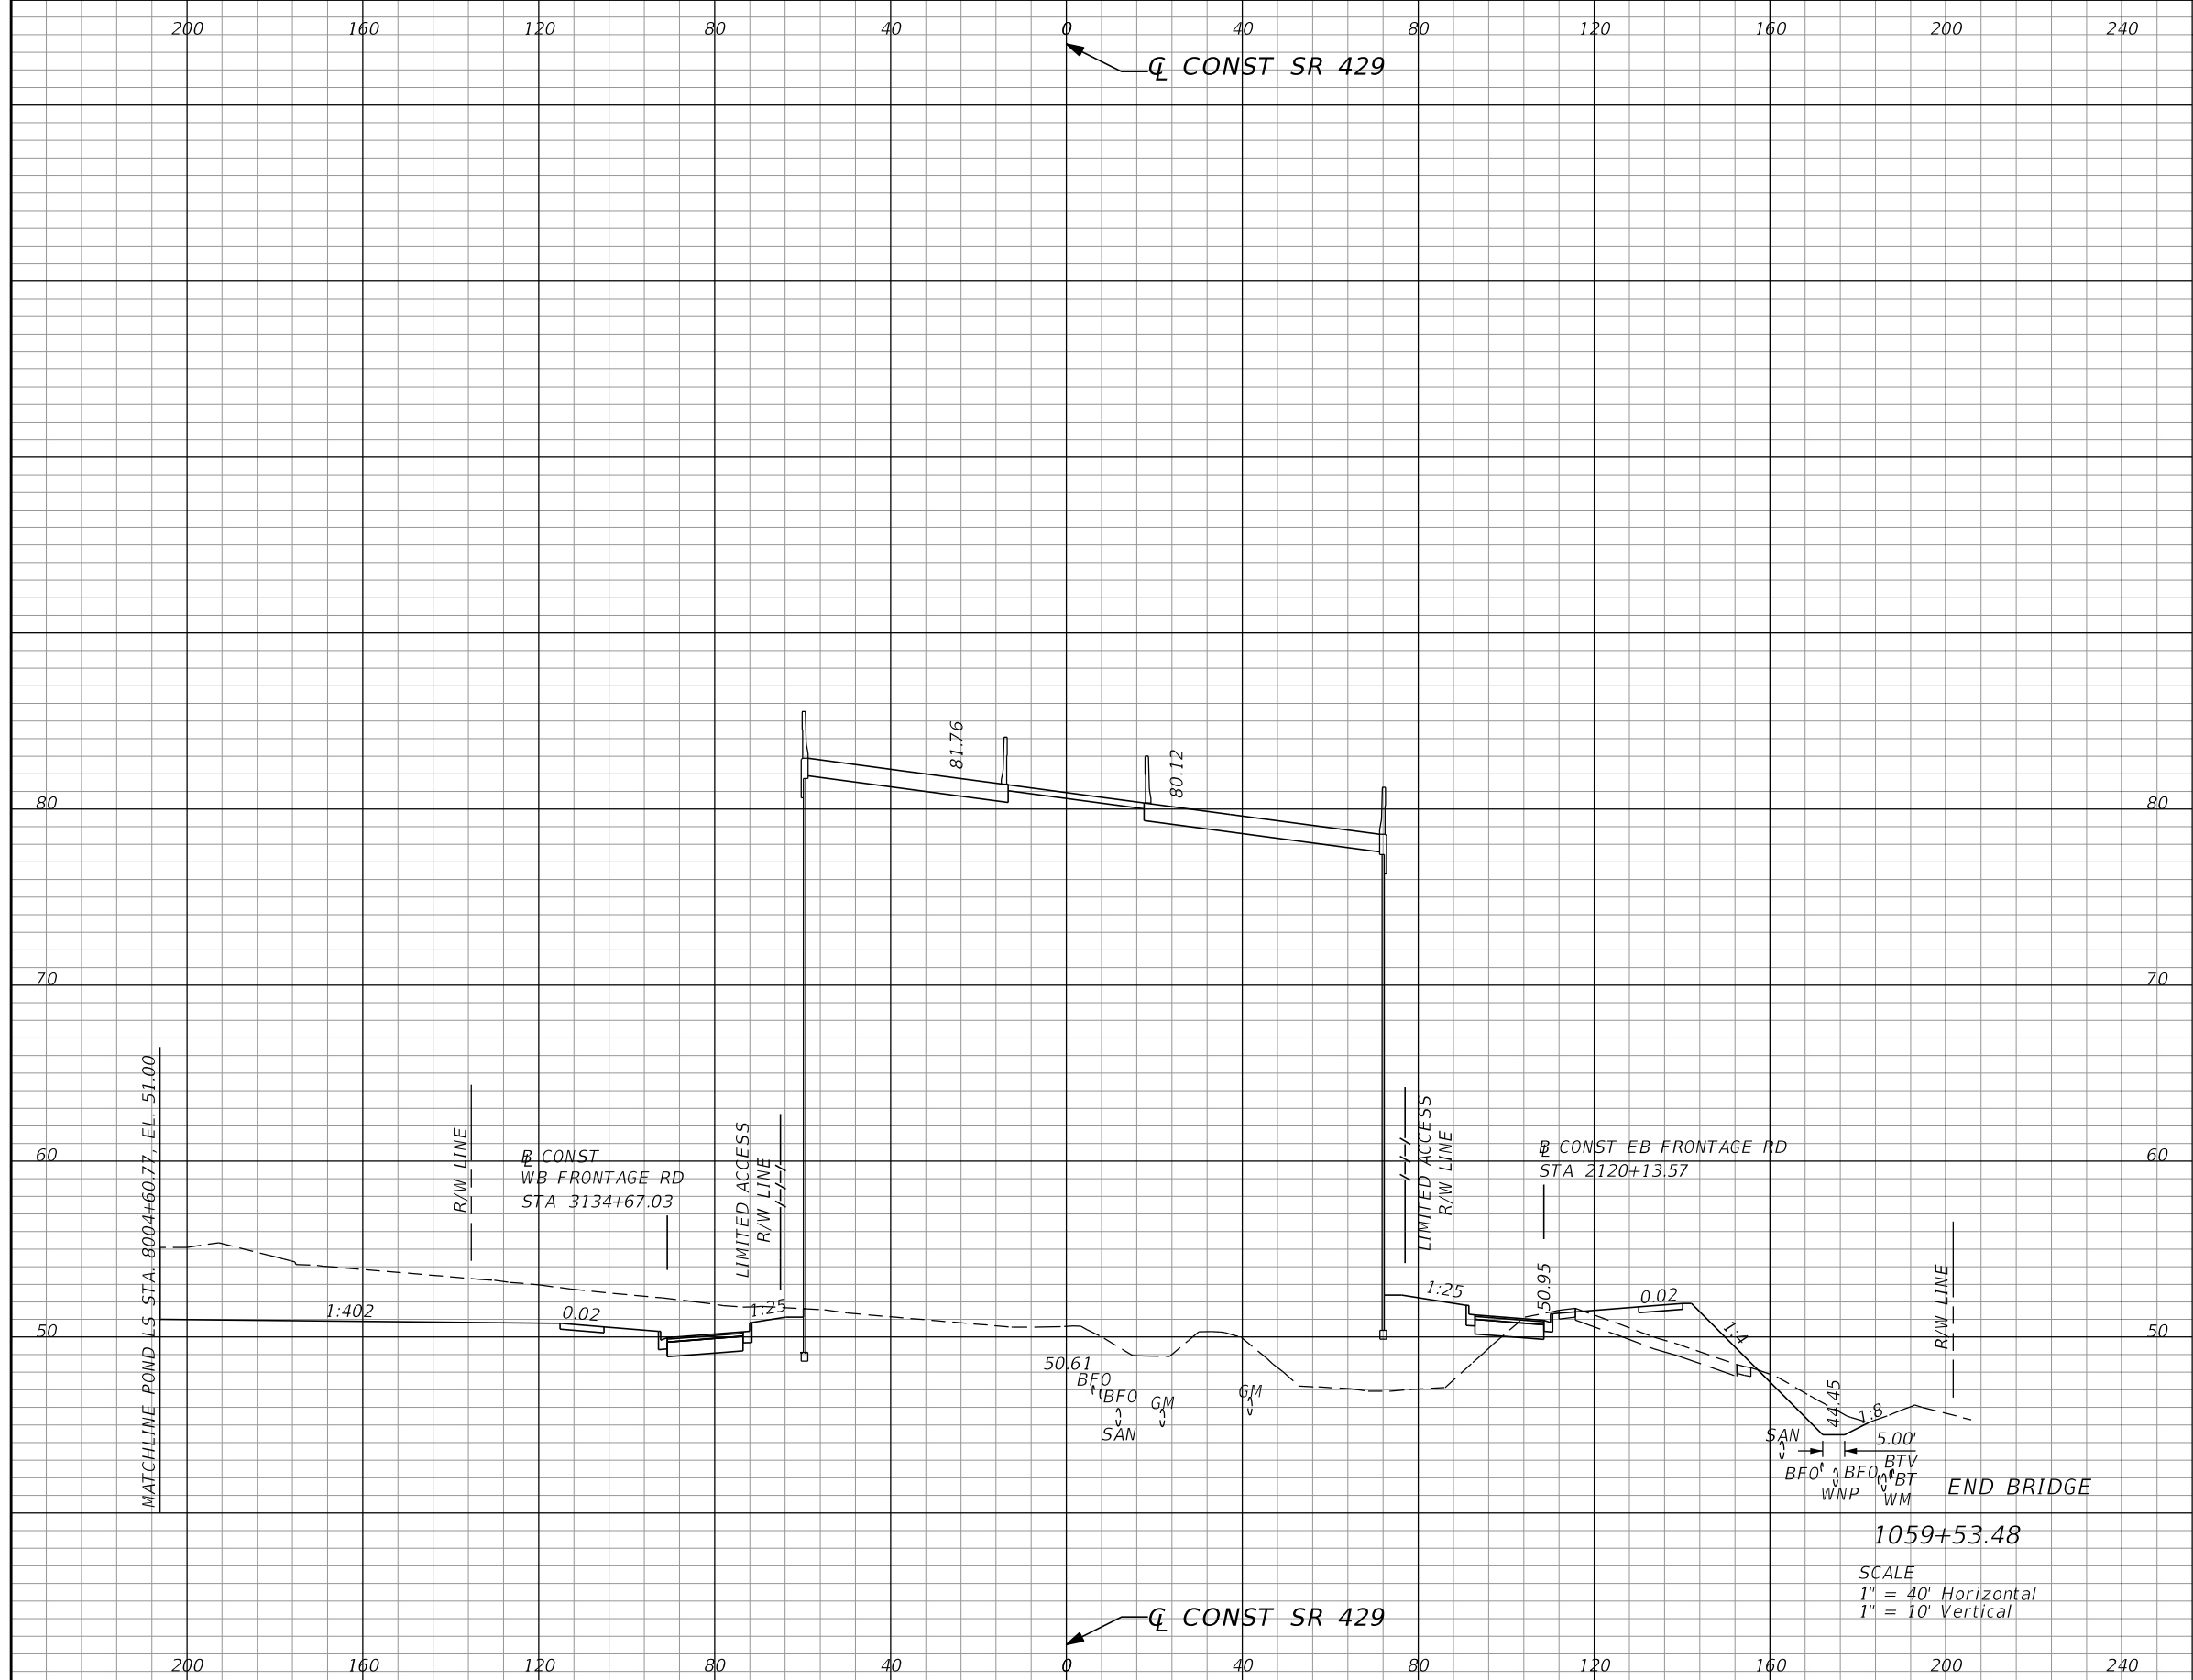 200 160 120 80 40 0 40 80 120 160 200 240
℄ CONST SR 429
81.76
80.12
80 80
70 70
MATCHLINE POND LS STA. 8004+60.77, EL. 51.00
R/W LINE
60 60
℄ CONST
WB FRONTAGE RD
STA 3134+67.03
LIMITED ACCESS
R/W LINE
LIMITED ACCESS
R/W LINE
℄ CONST EB FRONTAGE RD
STA 2120+13.57
50.95
R/W LINE
1:402
0.02
1:25
1:25
0.02
1:4
50 50
50.61
BFO
BFO
SAN
GM
GM
44.45
1:8
SAN
5.00'
BFO
WNP
BFO
BTV
BT
WM
END BRIDGE
1059+53.48
SCALE
1" = 40' Horizontal
1" = 10' Vertical
℄ CONST SR 429
200 160 120 80 40 0 40 80 120 160 200 240